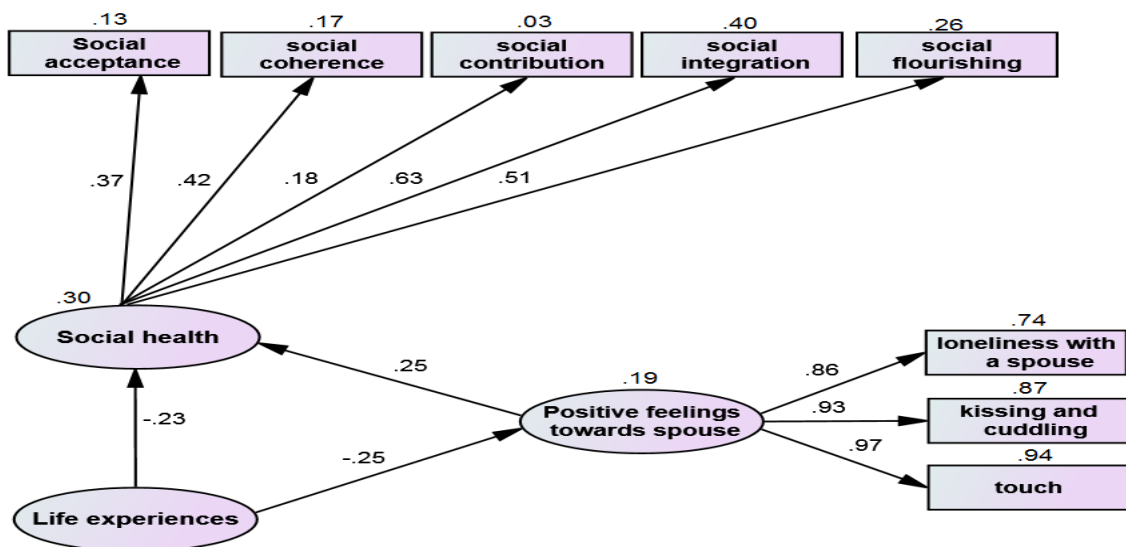 .13
.17
.03
.40
.26
Social
acceptance
social
coherence
social
contribution
social
integration
social
flourishing
.37
.42
.18
.63
.51
.30
Social health
.74
loneliness with
a spouse
.25
.19
.86
.87
Positive feelings
towards spouse
.93
kissing and
cuddling
-.23
-.25
.97
.94
touch
Life experiences